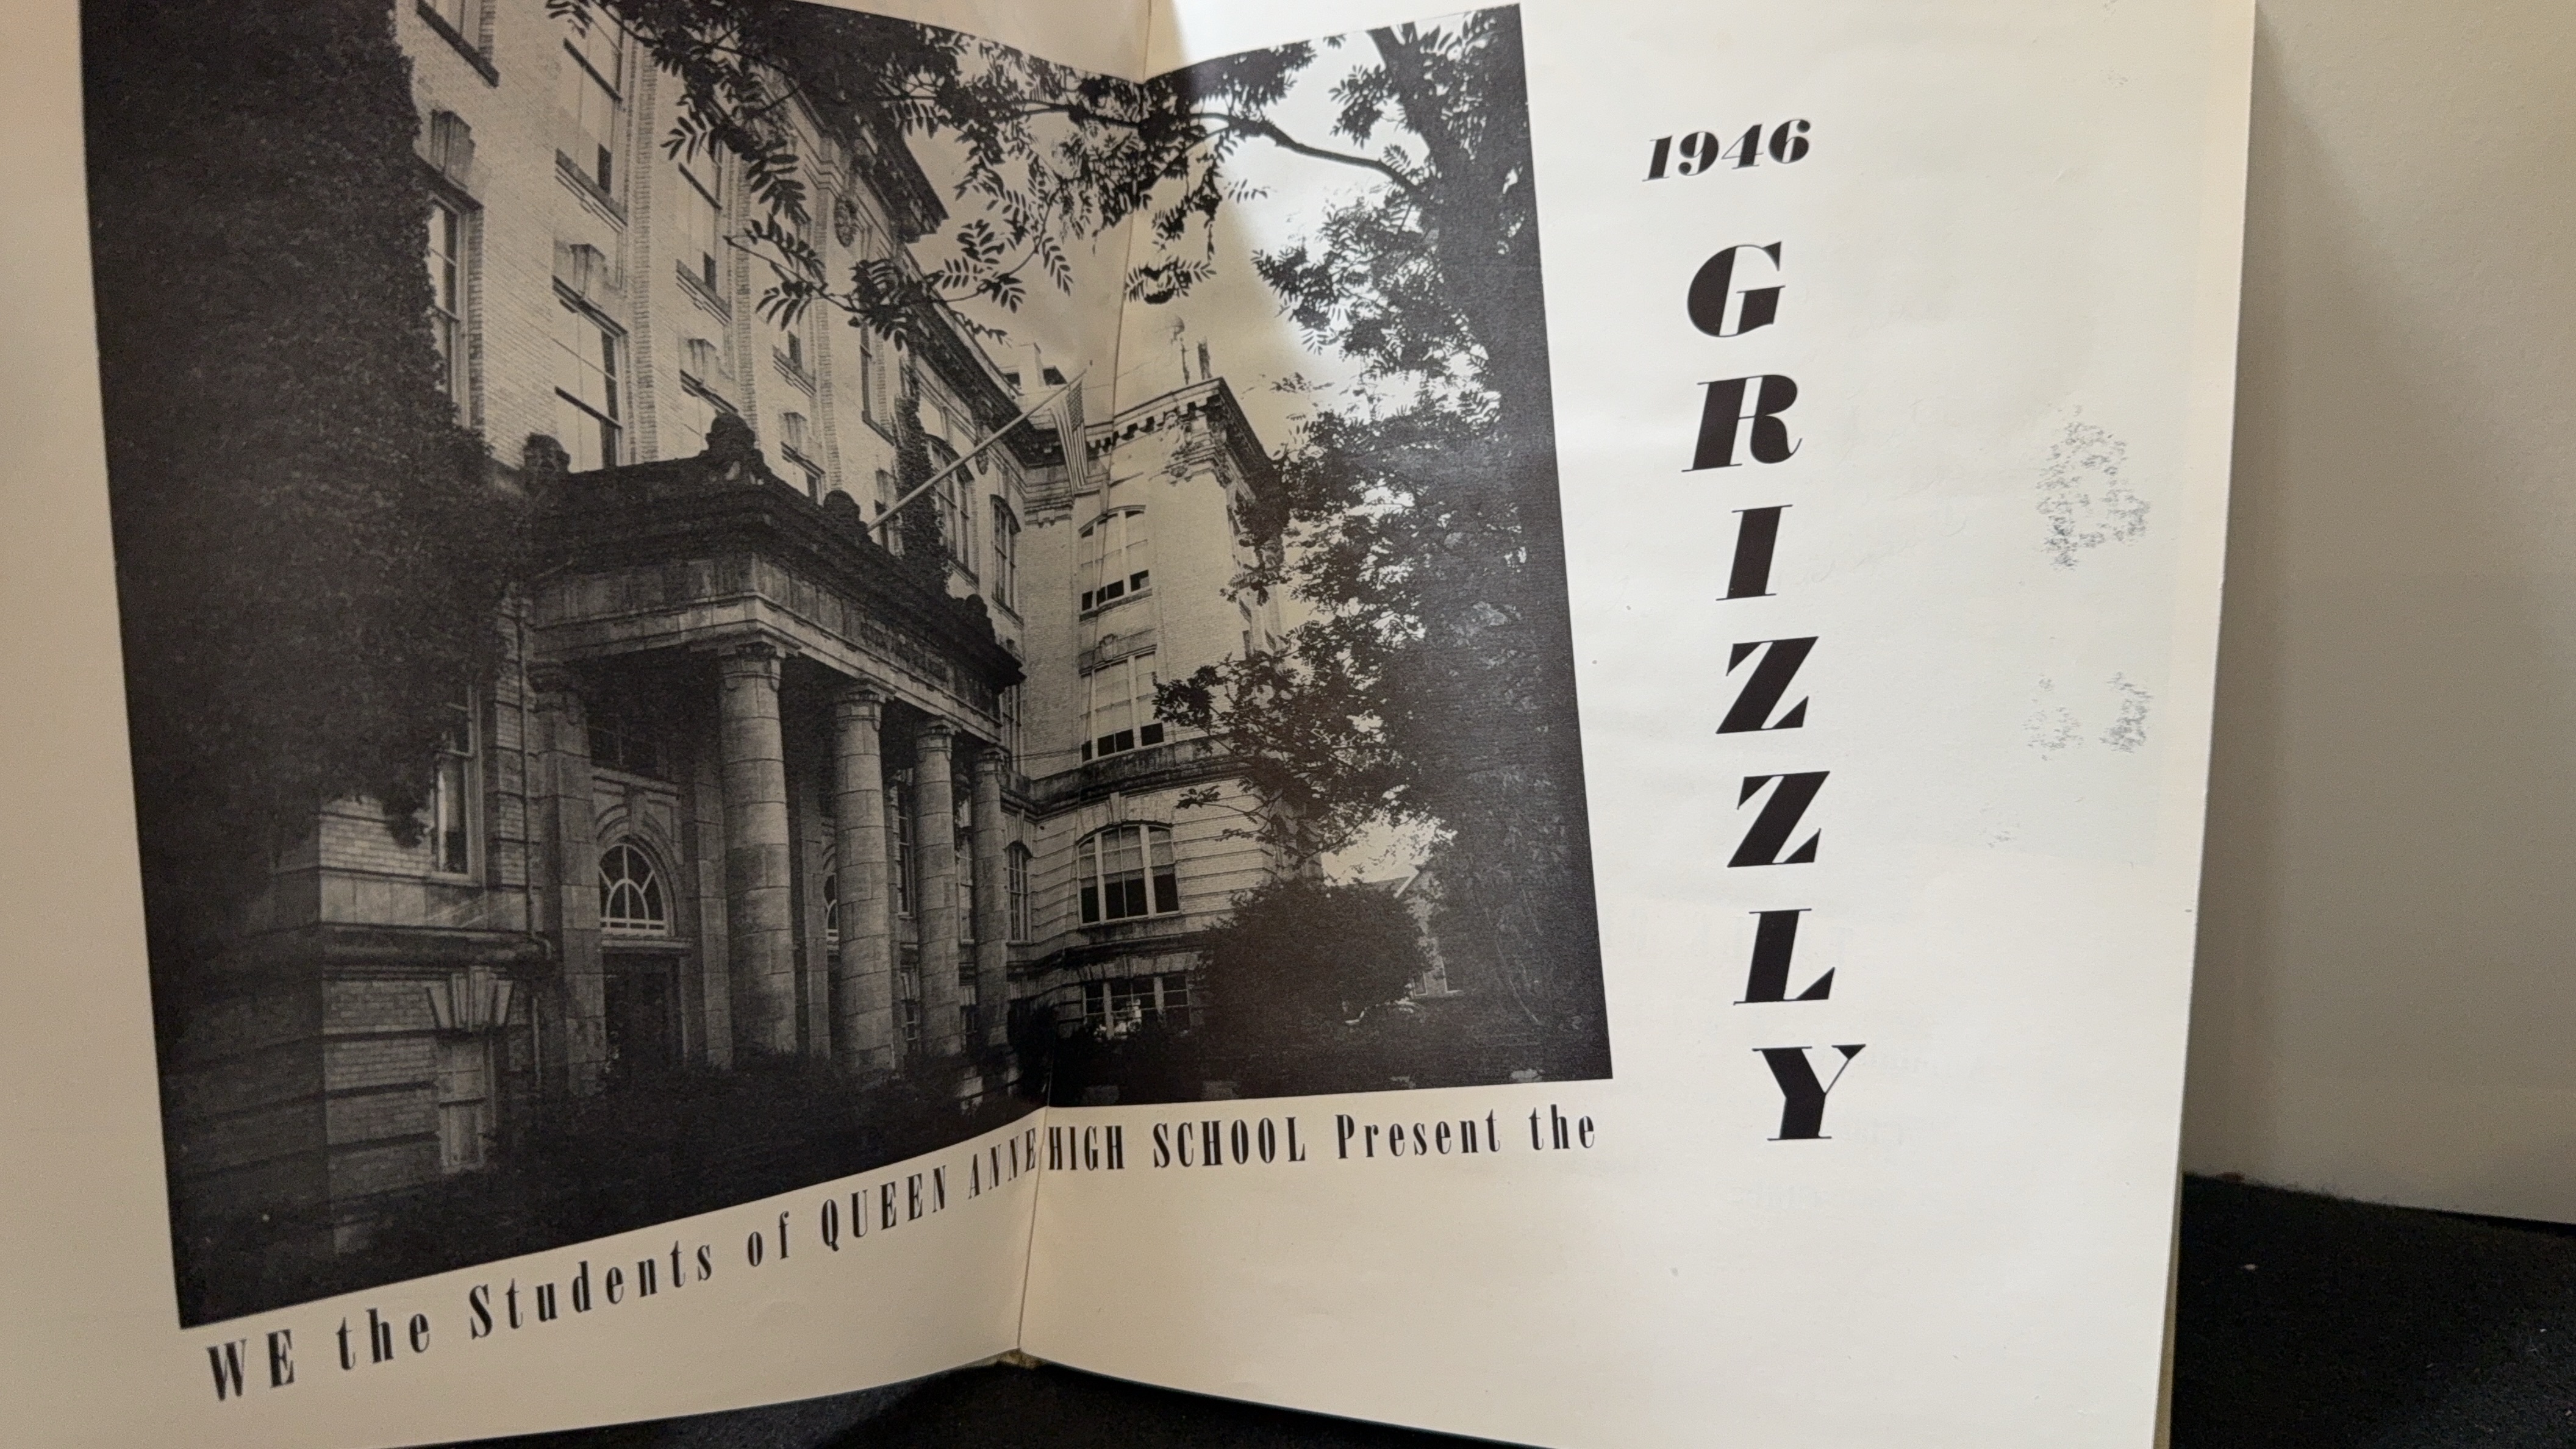 1946
GRIZZLY
WE the Students of QUEEN ANNE HIGH SCHOOL Present the